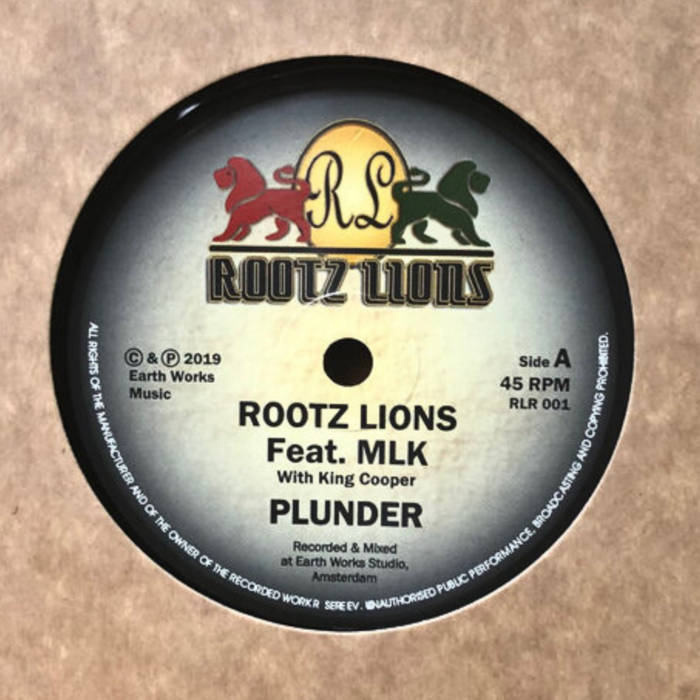 RL
ROOTZ LIONS
Ⓒ & Ⓟ 2019
Earth Works
Music
Side A
45 RPM
RLR 001
ROOTZ LIONS
Feat. MLK
With King Cooper
PLUNDER
Recorded & Mixed
at Earth Works Studio,
Amsterdam
ALL RIGHTS OF THE MANUFACTURER AND OF THE OWNER OF THE RECORDED WORK R SEREEV. UNAUTHORISED PUBLIC PERFORMANCE, BROADCASTING AND COPYING PROHIBITED.